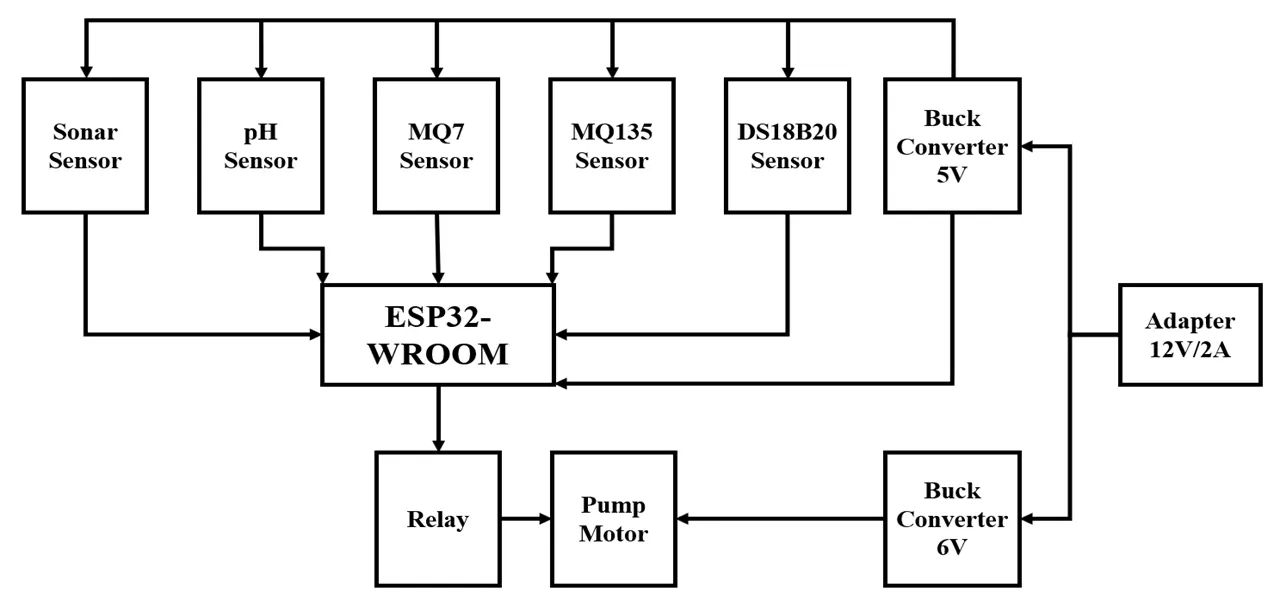 Sonar
Sensor
pH
Sensor
MQ7
Sensor
MQ135
Sensor
DS18B20
Sensor
Buck
Converter
5V
ESP32-
WROOM
Adapter
12V/2A
Relay
Pump
Motor
Buck
Converter
6V